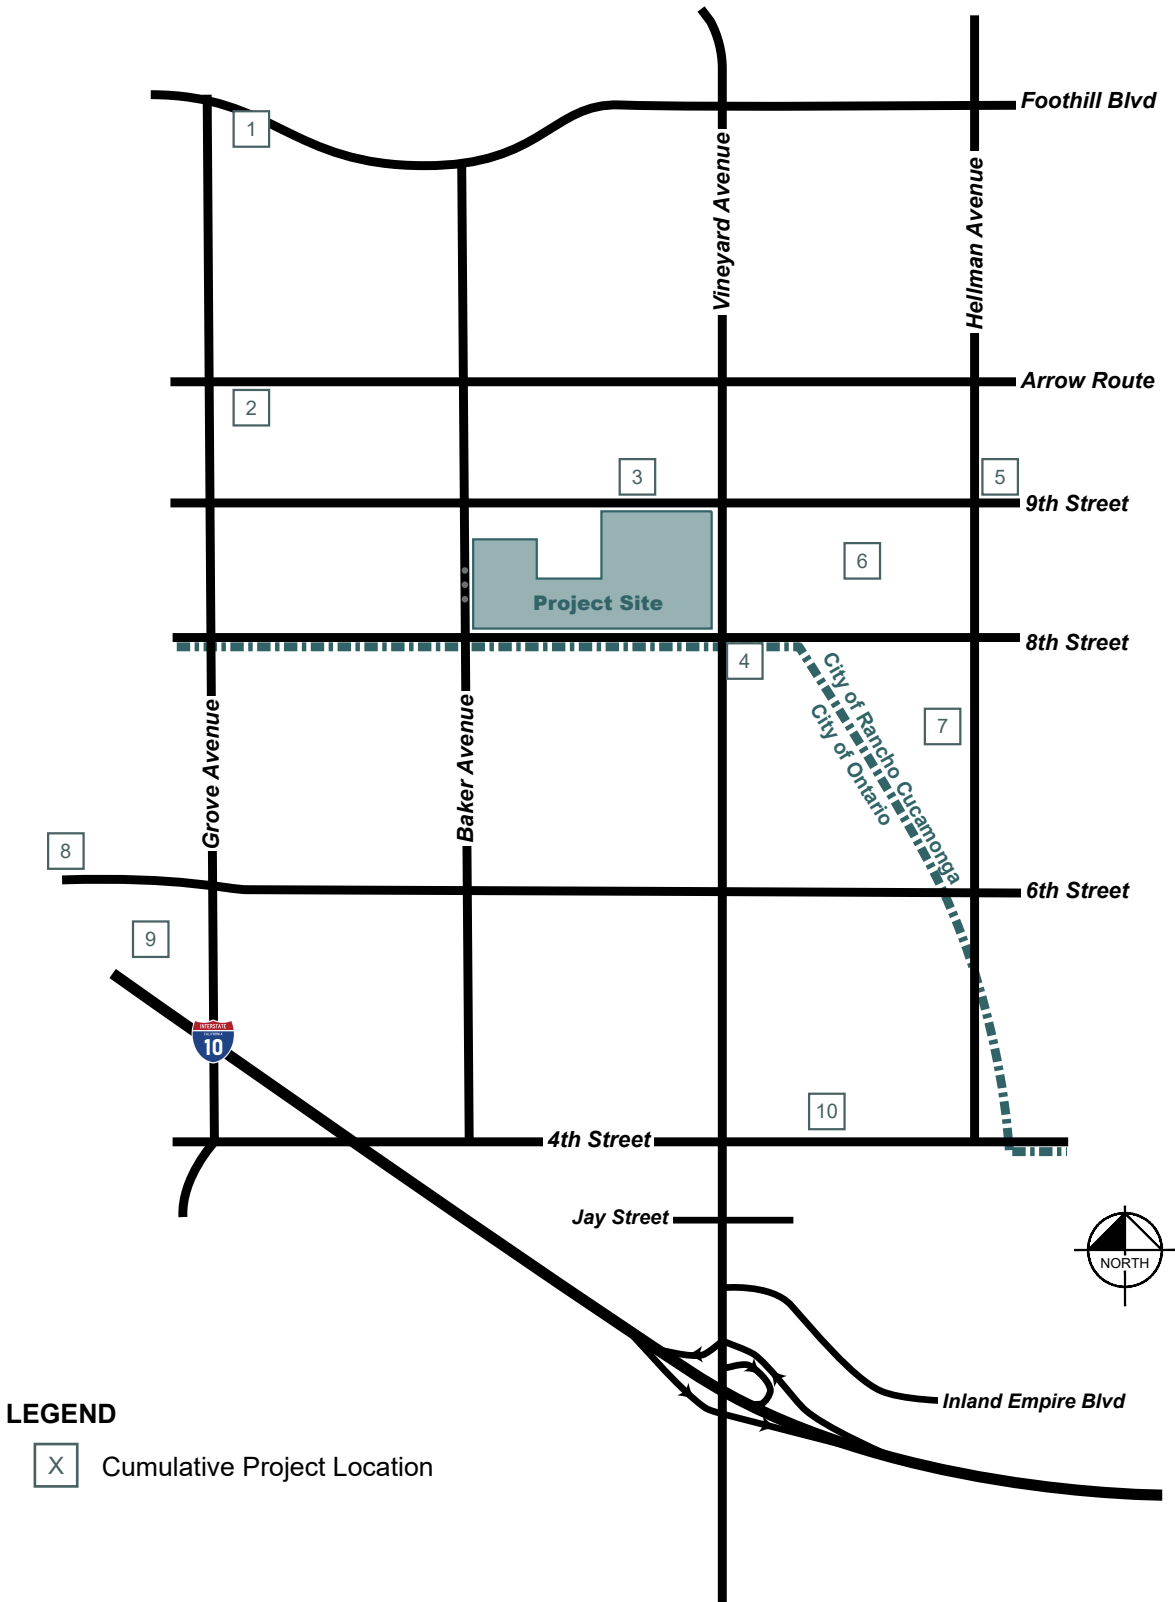 Foothill Blvd
1
Vineyard Avenue
Hellman Avenue
Arrow Route
2
3
5
9th Street
6
Project Site
8th Street
4
City of Rancho Cucamonga
City of Ontario
7
Grove Avenue
Baker Avenue
8
6th Street
9
INTERSTATE
CALIFORNIA
10
10
4th Street
Jay Street
NORTH
Inland Empire Blvd
LEGEND
X Cumulative Project Location